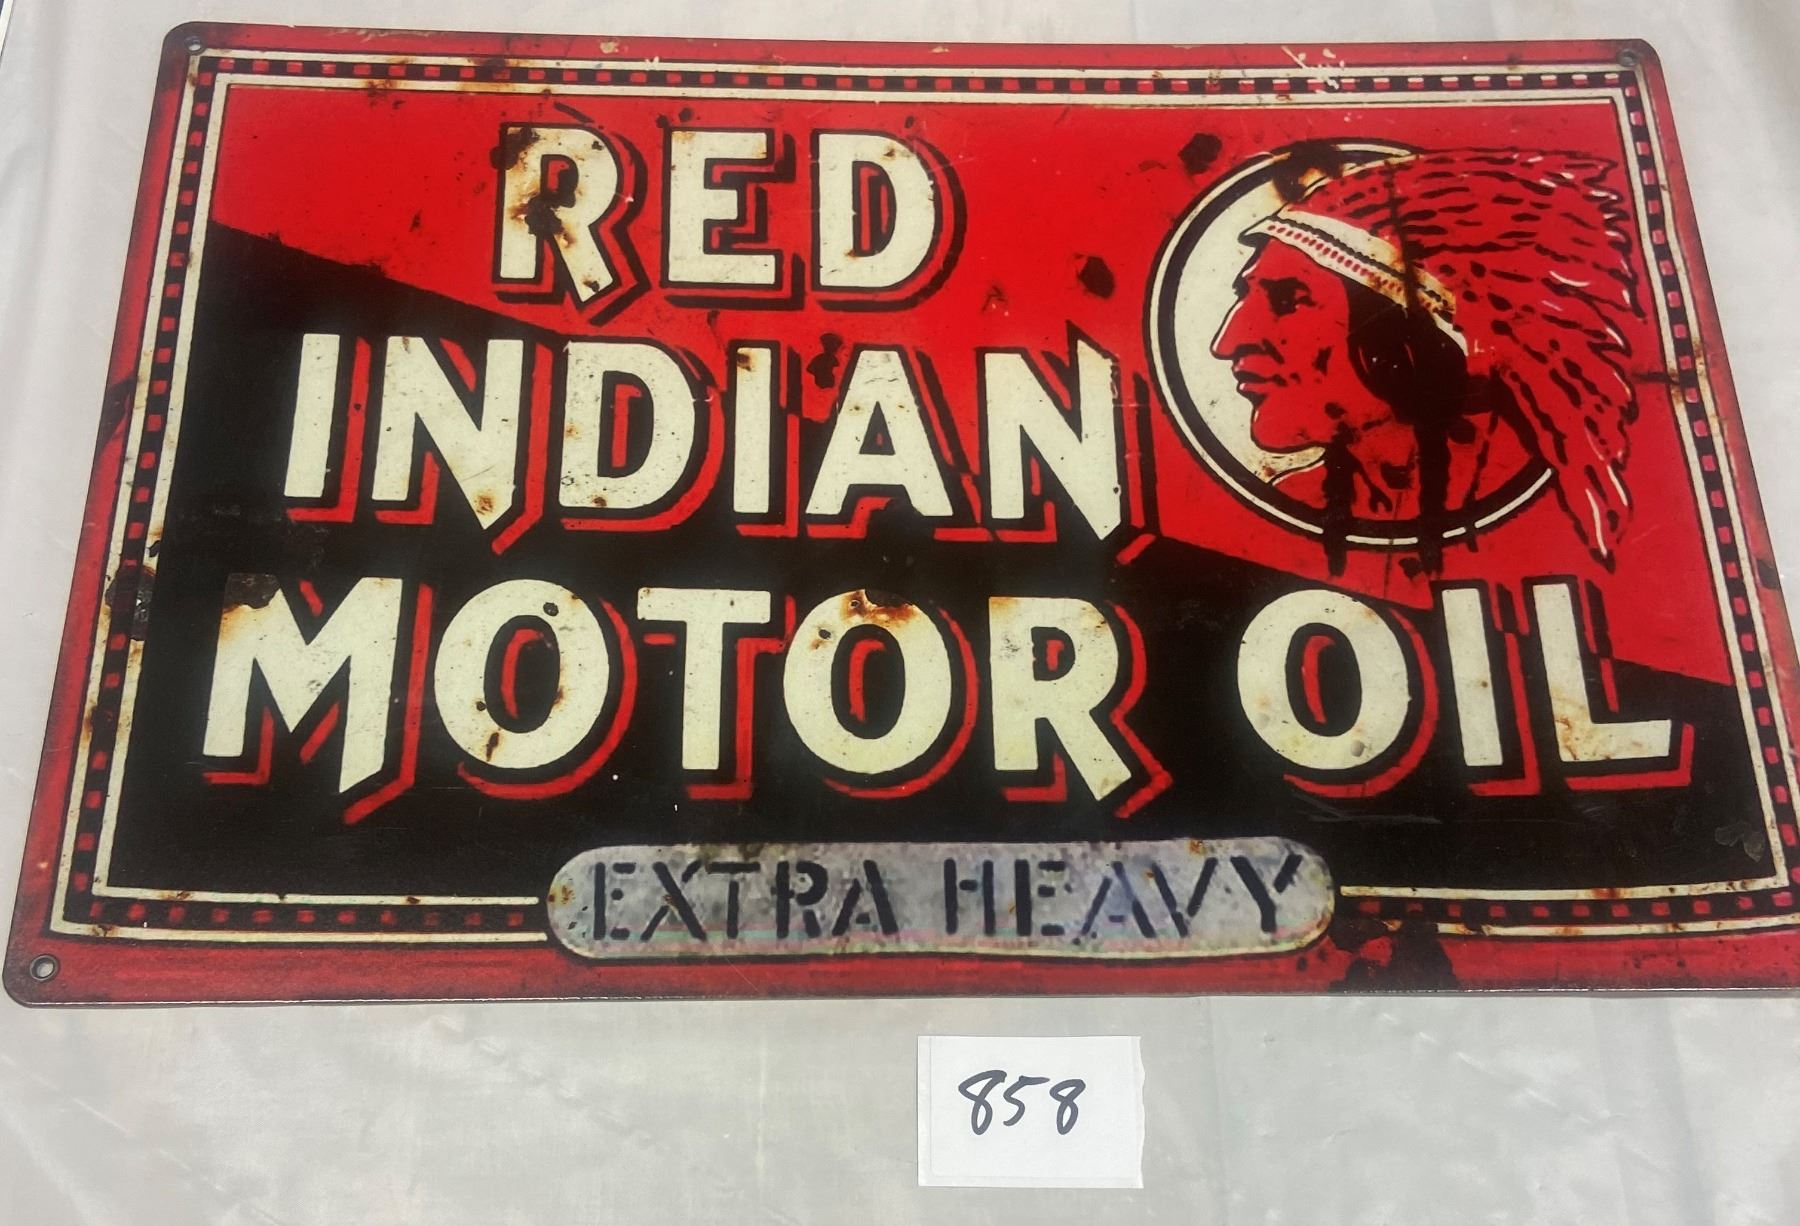 RED
INDIAN
MOTOR OIL
EXTRA HEAVY
858